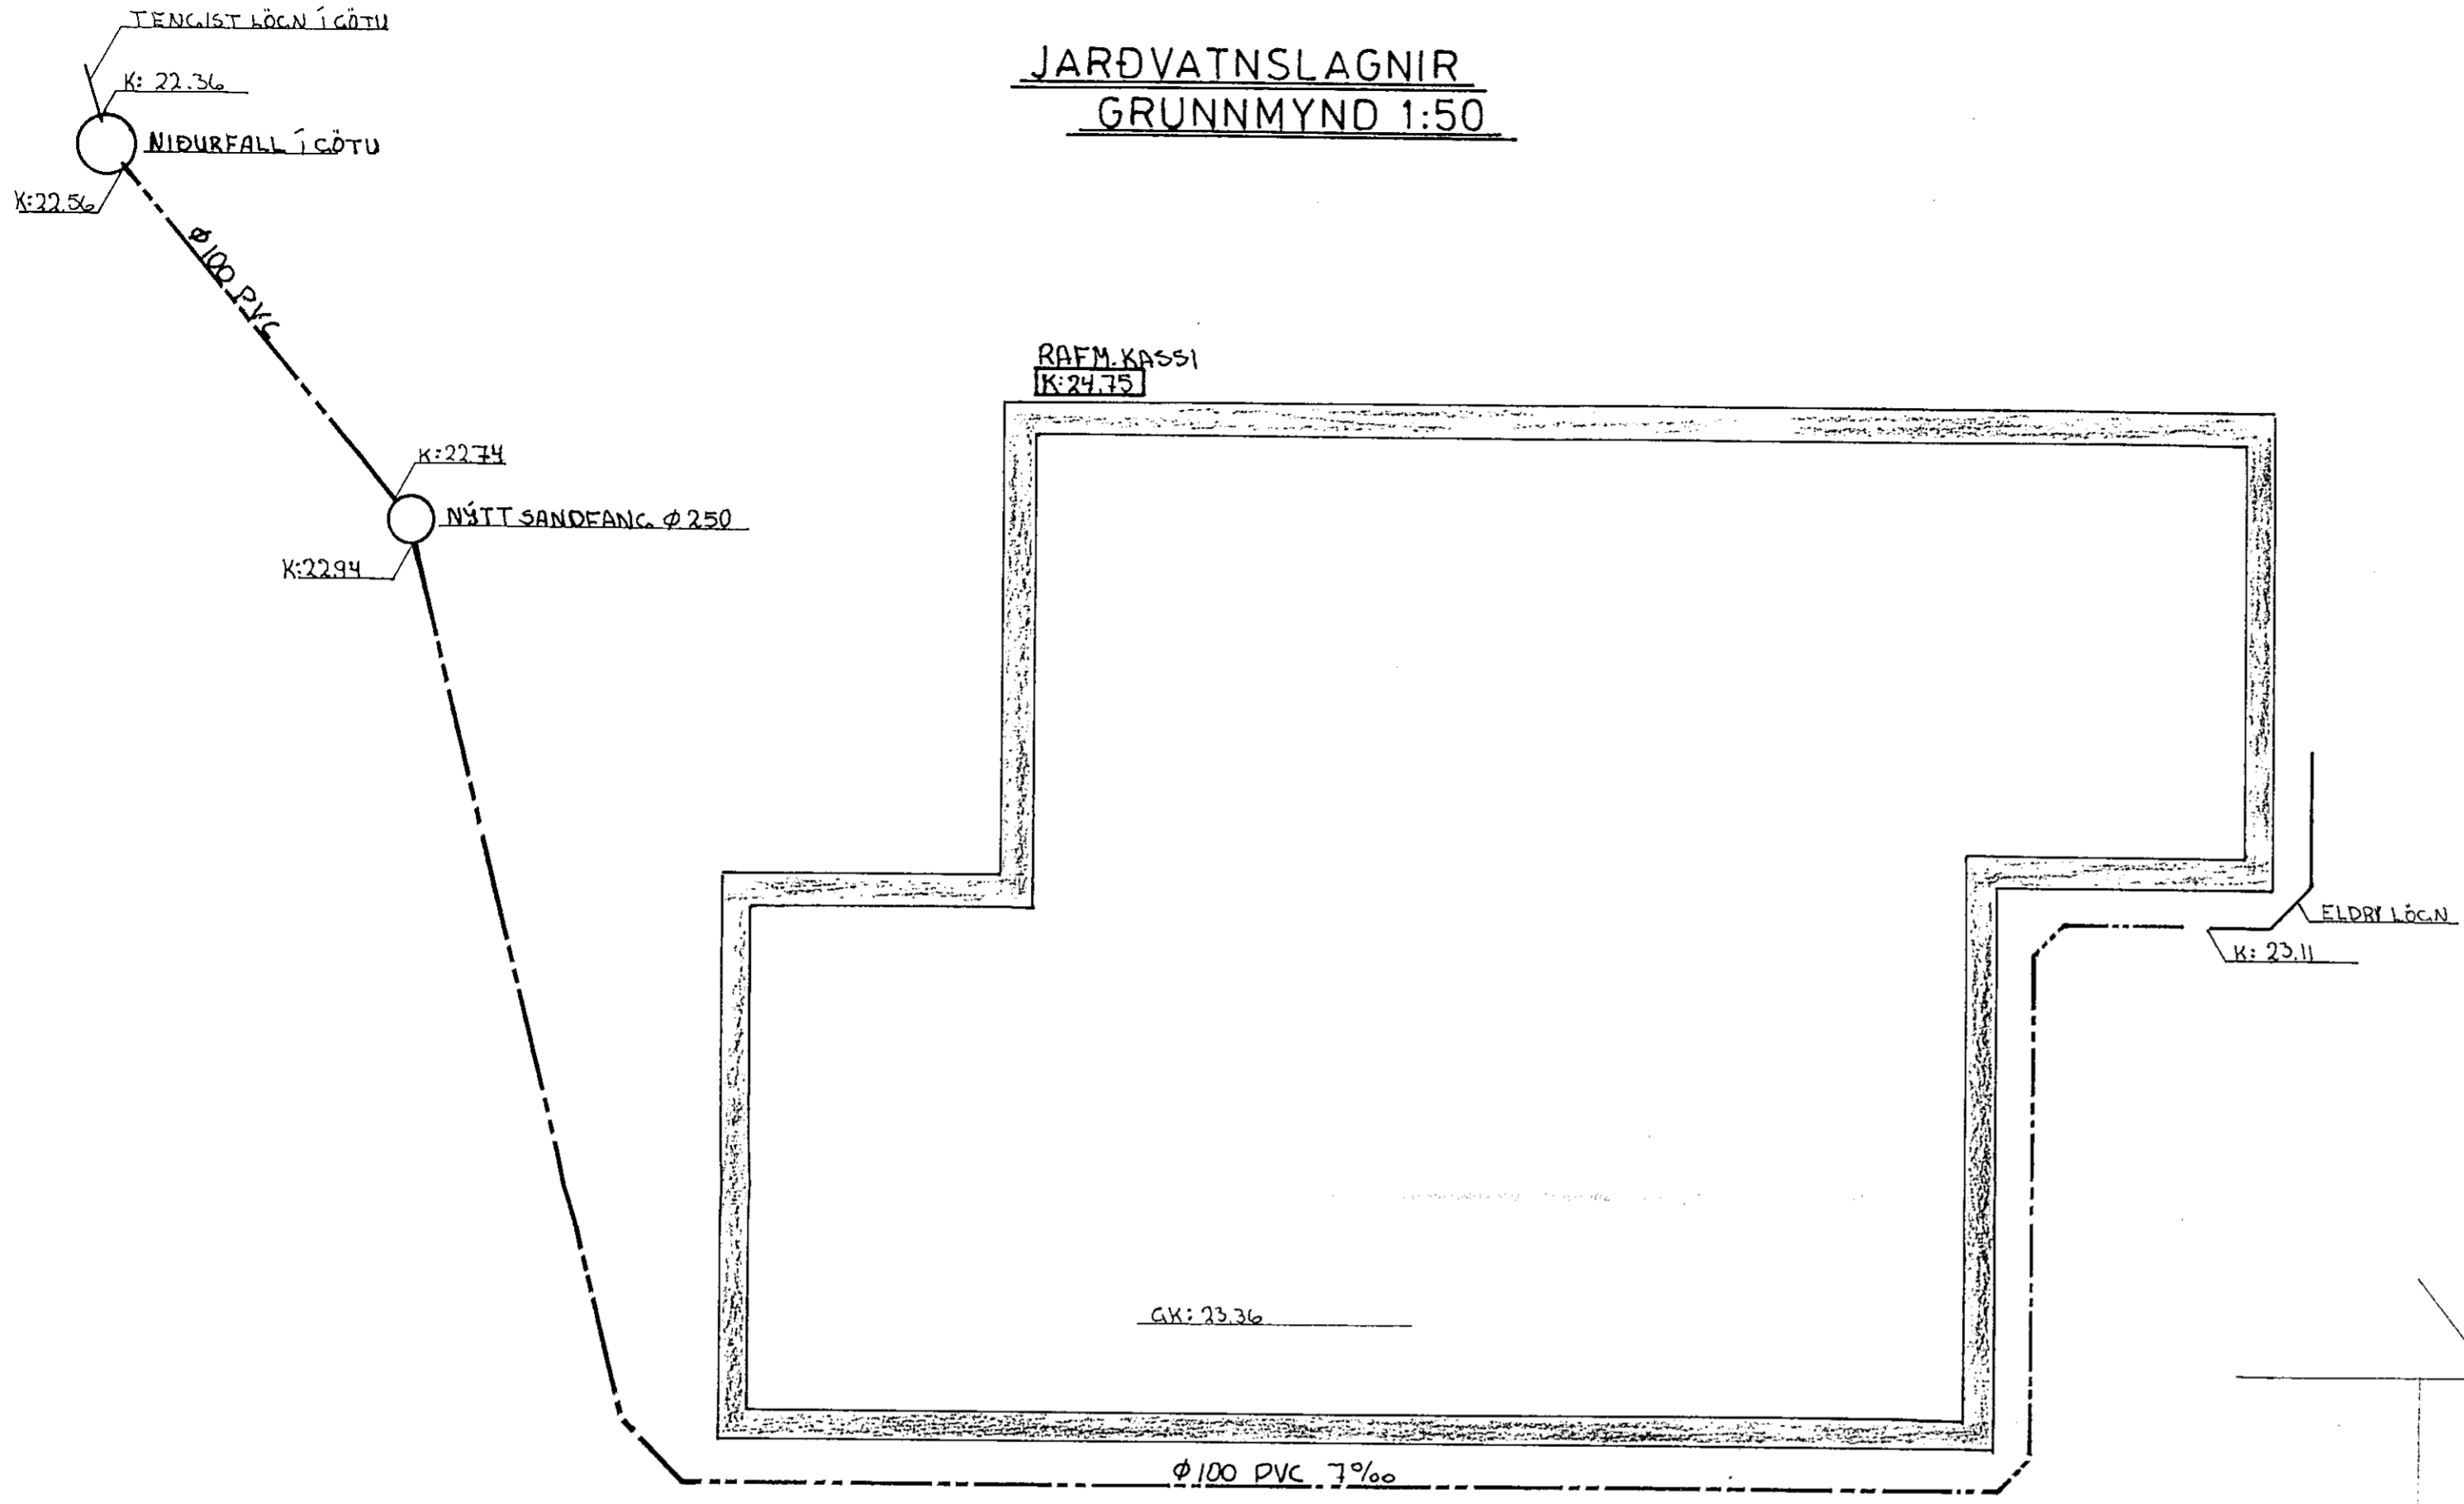 TENGIST LÖGN Í GÖTU
K: 22.36
NIÐURFALL Í GÖTU
K:22.56
JARÐVATNSLAGNIR
GRUNNMYND 1:50
Ø100 PVC
RAFM.KASSI
K:24.75
K:22.74
NÝTT SANDFANG Ø250
K:22.94
ELDRI LÖGN
K: 23.11
GK: 23.36
Ø100 PVC 7‰